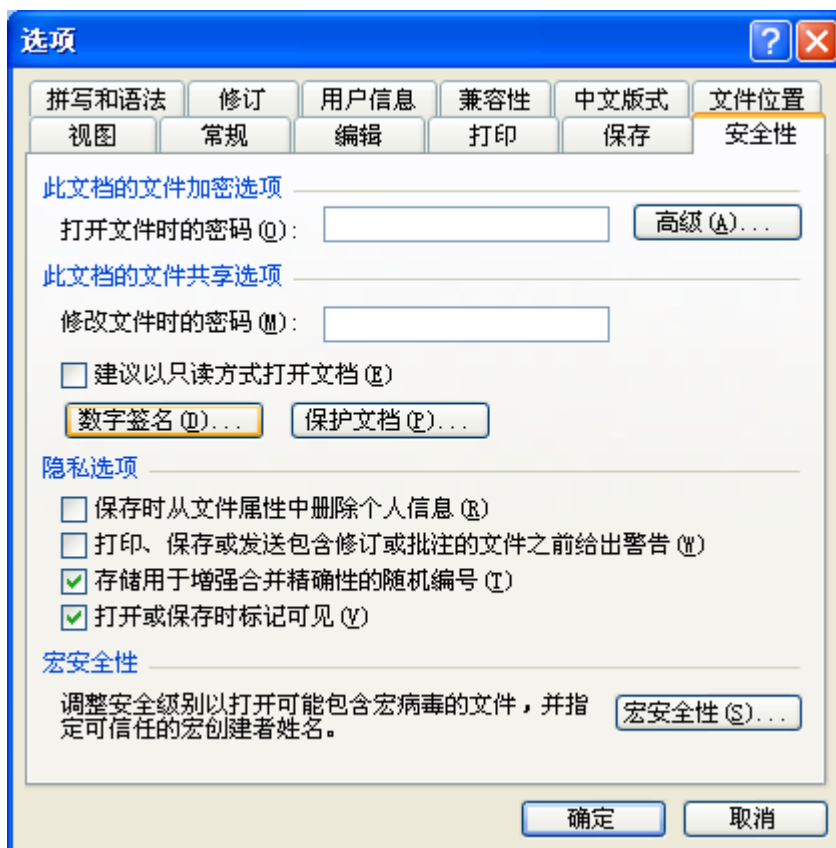 选项
拼写和语法 修订 用户信息 兼容性 中文版式 文件位置
视图 常规 编辑 打印 保存 安全性
此文档的文件加密选项
打开文件时的密码(O): 高级(A)...
此文档的文件共享选项
修改文件时的密码(M):
建议以只读方式打开文档(E)
数字签名(D)... 保护文档(P)...
隐私选项
保存时从文件属性中删除个人信息(R)
打印、保存或发送包含修订或批注的文件之前给出警告(W)
存储用于增强合并精确性的随机编号(T)
打开或保存时标记可见(V)
宏安全性
调整安全级别以打开可能包含宏病毒的文件,并指
定可信任的宏创建者姓名。 宏安全性(S)...
确定 取消